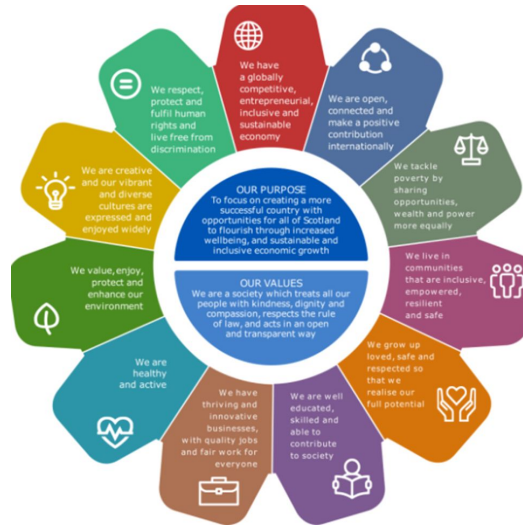 We have
a globally
competitive,
entrepreneurial,
inclusive and
sustainable
economy
We are open,
connected and
make a positive
contribution
internationally
We tackle
poverty by
sharing
opportunities,
wealth and power
more equally
We live in
communities
that are inclusive,
empowered,
resilient
and safe
We grow up
loved, safe and
respected so
that we
realise our
full potential
We are well
educated,
skilled and
able to
contribute
to society
We have
thriving and
innovative
businesses,
with quality jobs
and fair work for
everyone
We are
healthy
and active
We value, enjoy,
protect and
enhance our
environment
We are creative
and our vibrant
and diverse
cultures are
expressed and
enjoyed widely
We respect,
protect and
fulfil human
rights and
live free from
discrimination
OUR PURPOSE
To focus on creating a more
successful country with
opportunities for all of Scotland
to flourish through increased
wellbeing, and sustainable and
inclusive economic growth
OUR VALUES
We are a society which treats all our
people with kindness, dignity and
compassion, respects the rule
of law, and acts in an open
and transparent way